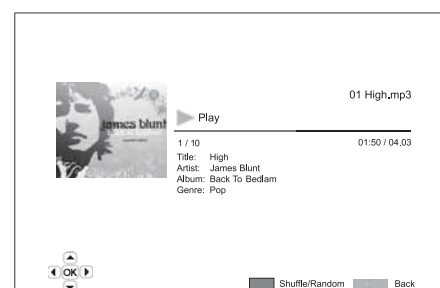 01 High.mp3
james blunt
Play
1 / 10
01:50 / 04.03
Title: High
Artist: James Blunt
Album: Back To Bedlam
Genre: Pop
OK
Shuffle/Random
Back